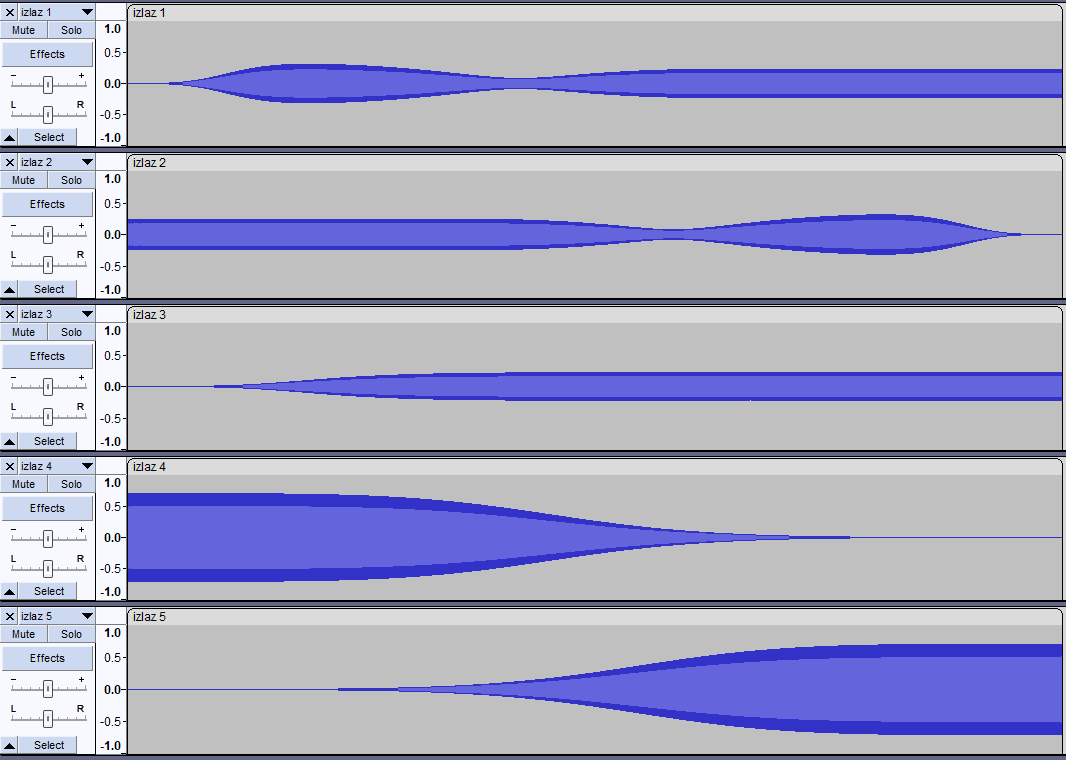 izlaz 1 izlaz 1
Mute Solo 1.0
Effects 0.5
- + 0.0
L R -0.5
Select -1.0
izlaz 2 izlaz 2
Mute Solo 1.0
Effects 0.5
- + 0.0
L R -0.5
Select -1.0
izlaz 3 izlaz 3
Mute Solo 1.0
Effects 0.5
- + 0.0
L R -0.5
Select -1.0
izlaz 4 izlaz 4
Mute Solo 1.0
Effects 0.5
- + 0.0
L R -0.5
Select -1.0
izlaz 5 izlaz 5
Mute Solo 1.0
Effects 0.5
- + 0.0
L R -0.5
Select -1.0